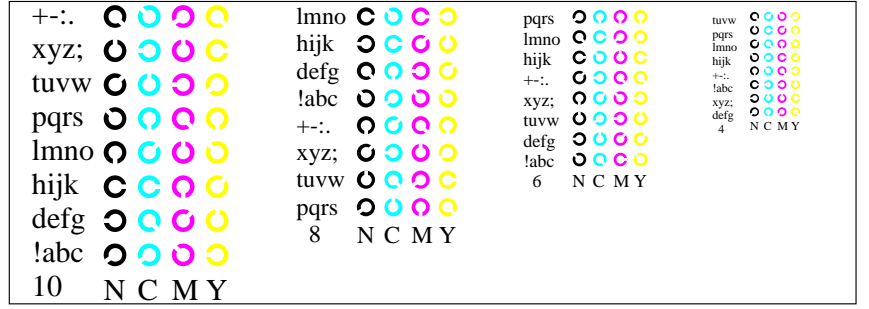 +-:.
xyz;
tuvw
pqrs
lmno
hijk
defg
!abc
10 N C M Y
lmno
hijk
defg
!abc
+-:.
xyz;
tuvw
pqrs
8 N C M Y
pqrs
lmno
hijk
+-:.
xyz;
tuvw
defg
!abc
6 N C M Y
tuvw
pqrs
lmno
hijk
+-:.
!abc
xyz;
defg
4 N C M Y